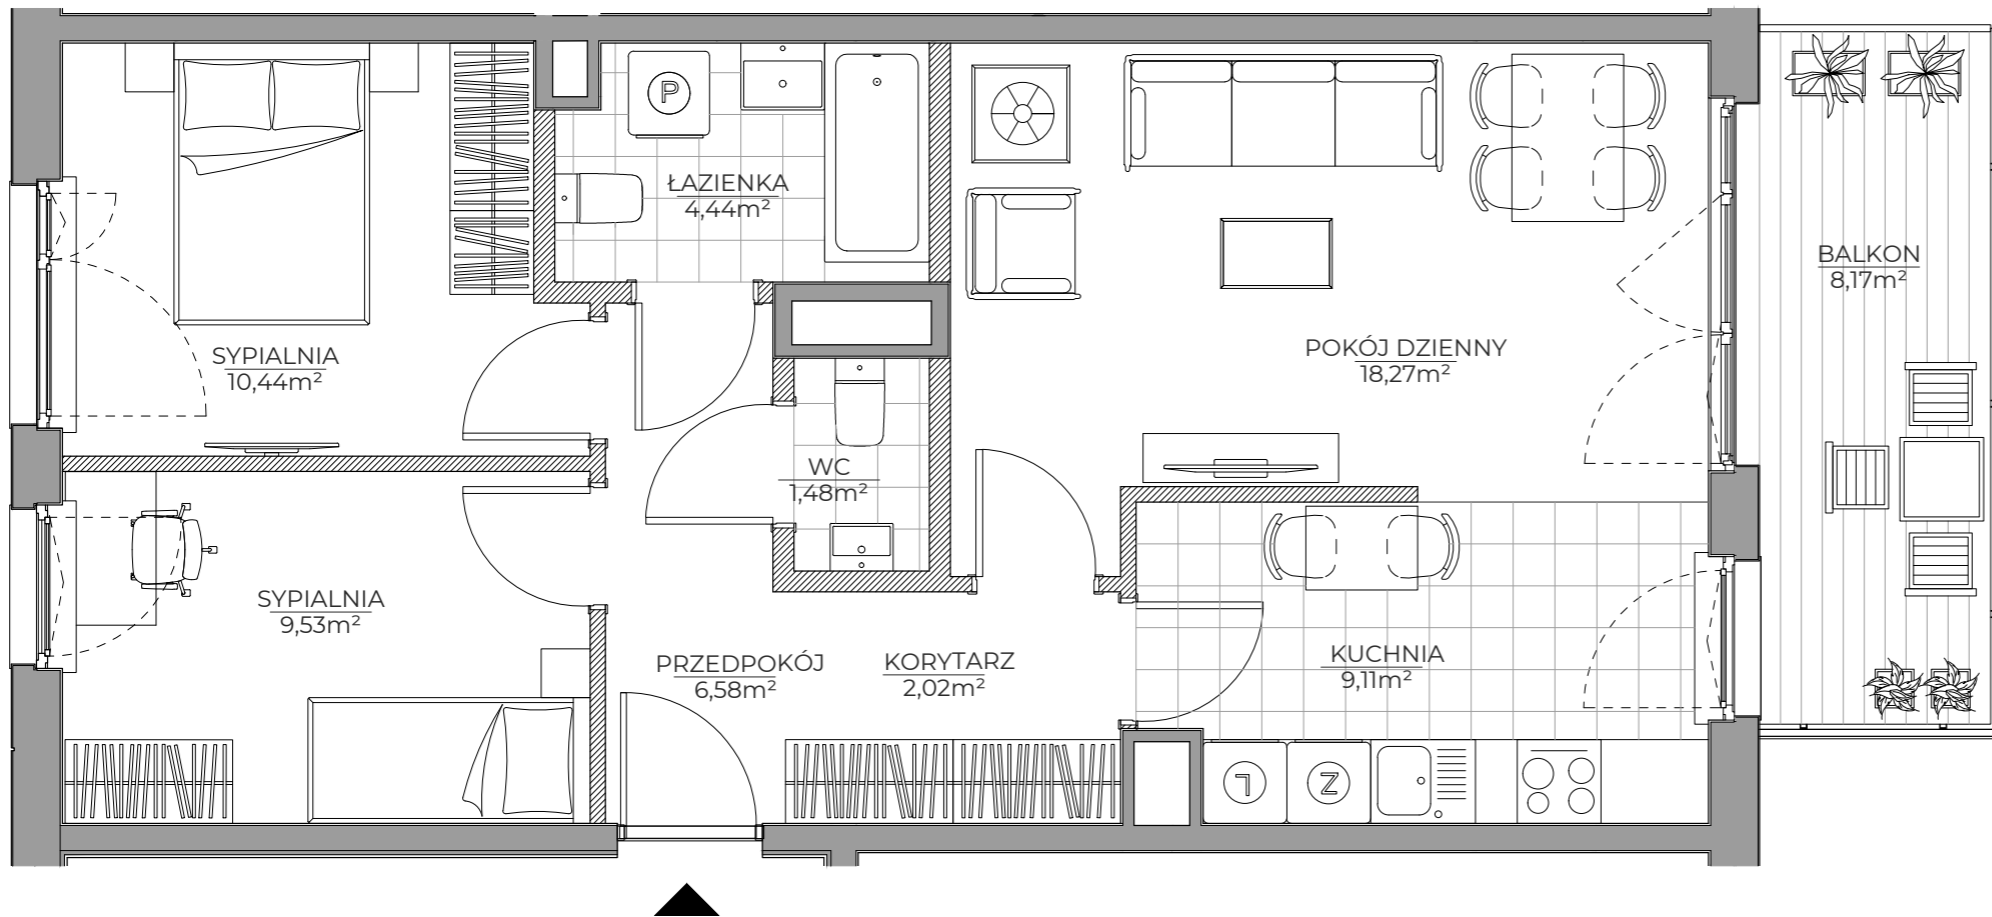 P
ŁAZIENKA
4,44m²
SYPIALNIA
10,44m²
POKÓJ DZIENNY
18,27m²
BALKON
8,17m²
WC
1,48m²
SYPIALNIA
9,53m²
PRZEDPOKÓJ
6,58m²
KORYTARZ
2,02m²
KUCHNIA
9,11m²
L
Z